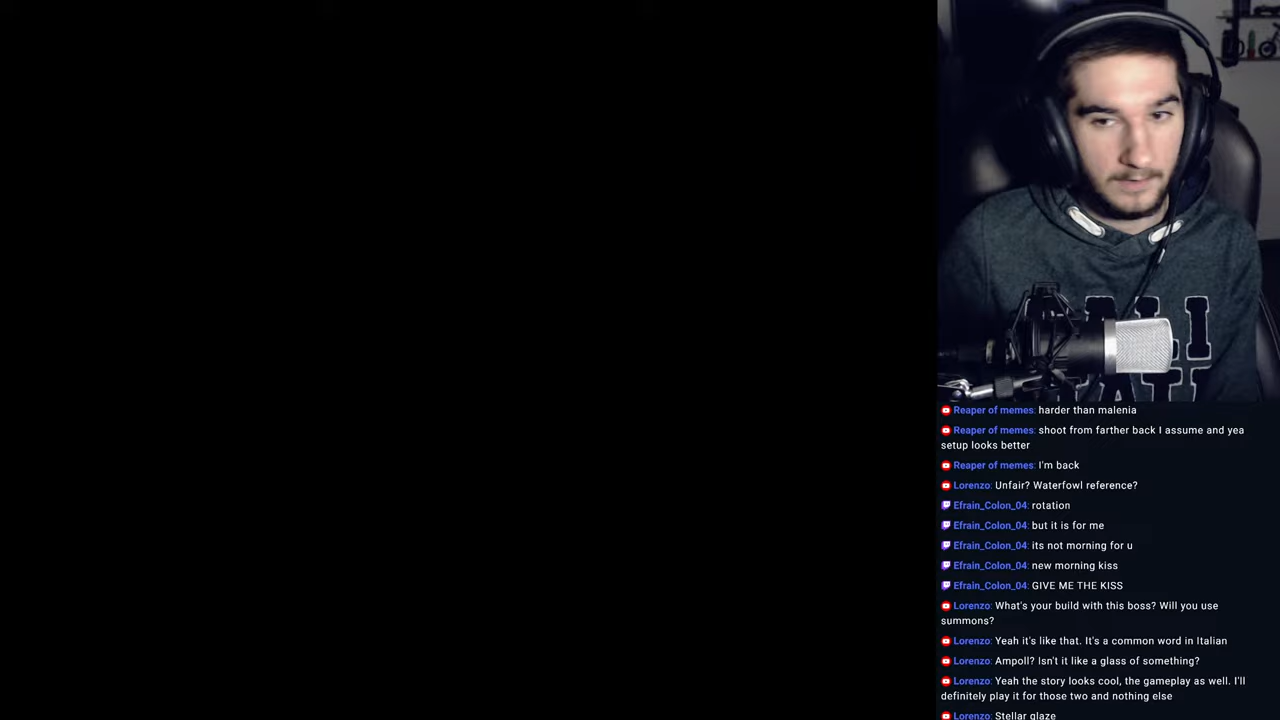 Reaper of memes: harder than malenia
Reaper of memes: shoot from farther back I assume and yea
setup looks better
Reaper of memes: I'm back
Lorenzo: Unfair? Waterfowl reference?
Efrain_Colon_04: rotation
Efrain_Colon_04: but it is for me
Efrain_Colon_04: its not morning for u
Efrain_Colon_04: new morning kiss
Efrain_Colon_04: GIVE ME THE KISS
Lorenzo: What's your build with this boss? Will you use
summons?
Lorenzo: Yeah it's like that. It's a common word in Italian
Lorenzo: Ampoll? Isn't it like a glass of something?
Lorenzo: Yeah the story looks cool, the gameplay as well. I'll
definitely play it for those two and nothing else
Lorenzo: Stellar glaze